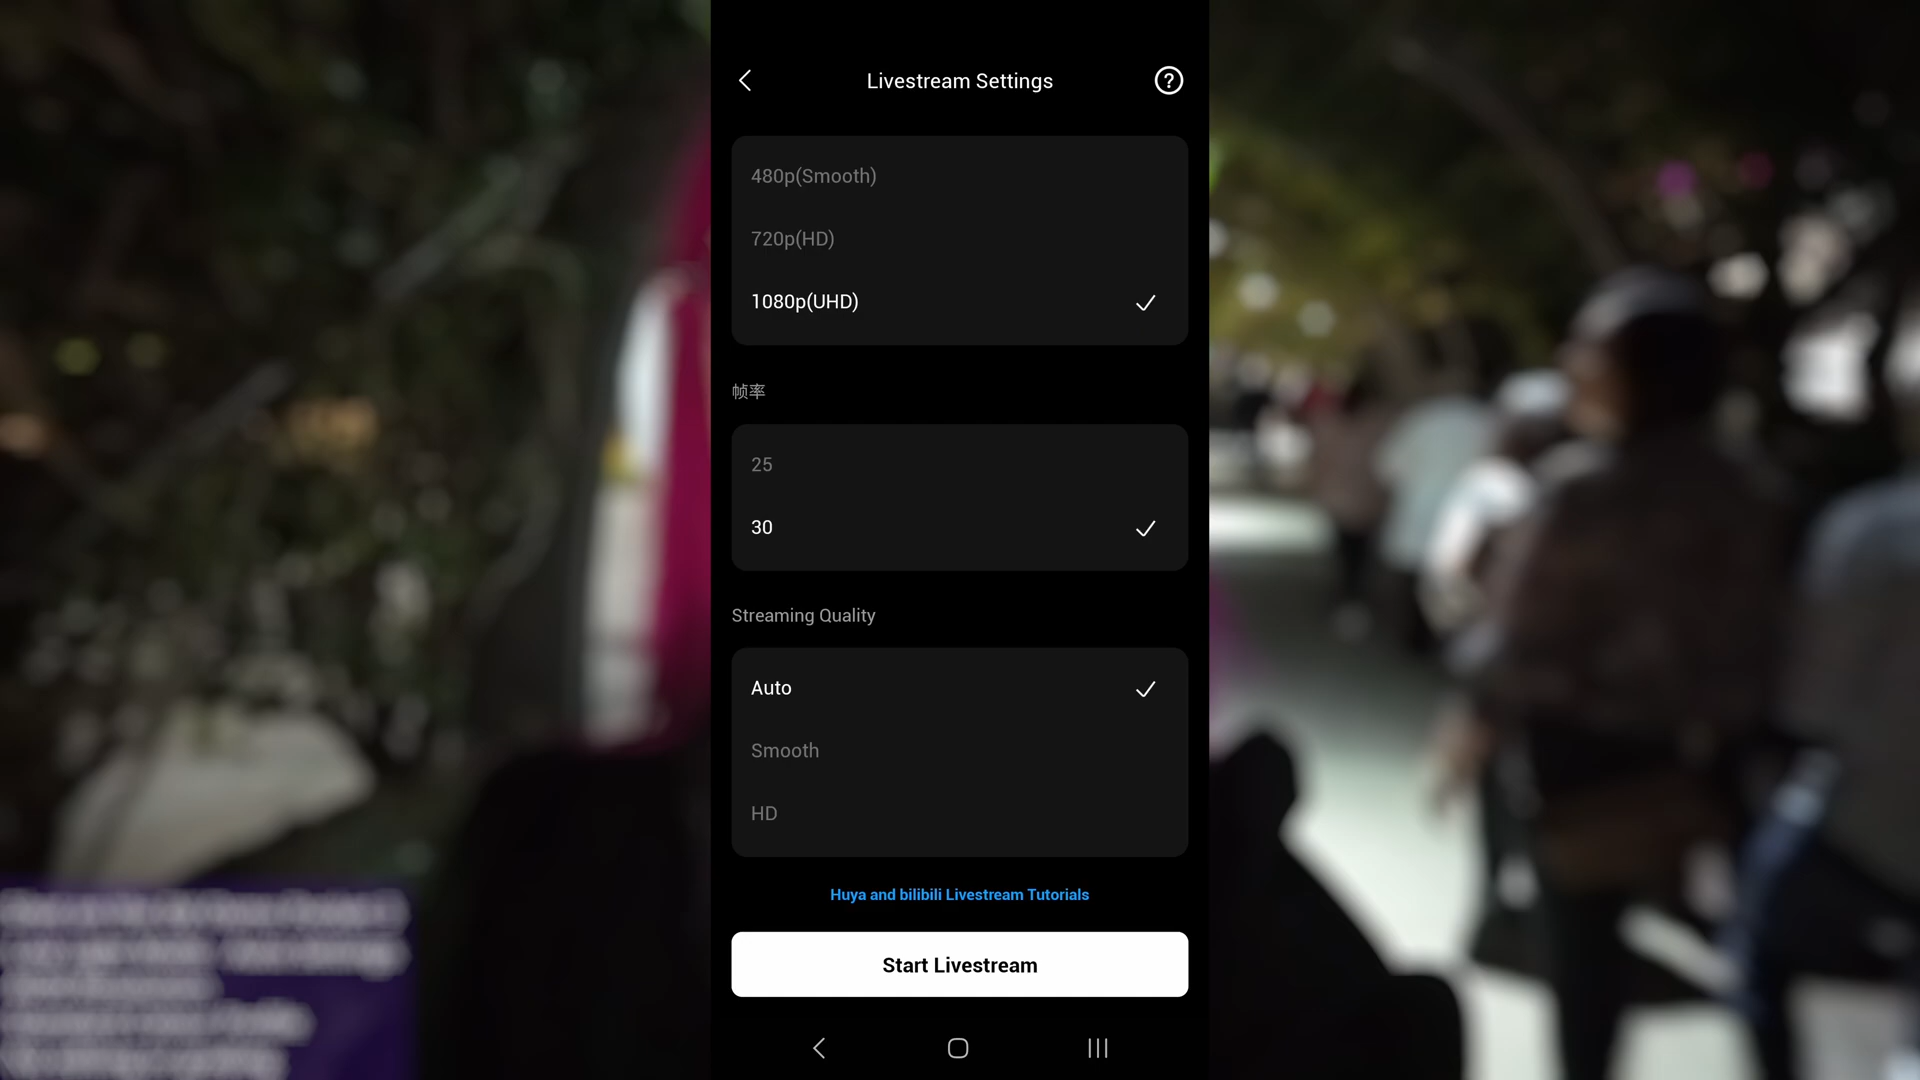 Livestream Settings
480p(Smooth)
720p(HD)
1080p(UHD)
帧率
25
30
Streaming Quality
Auto
Smooth
HD
Huya and bilibili Livestream Tutorials
Start Livestream